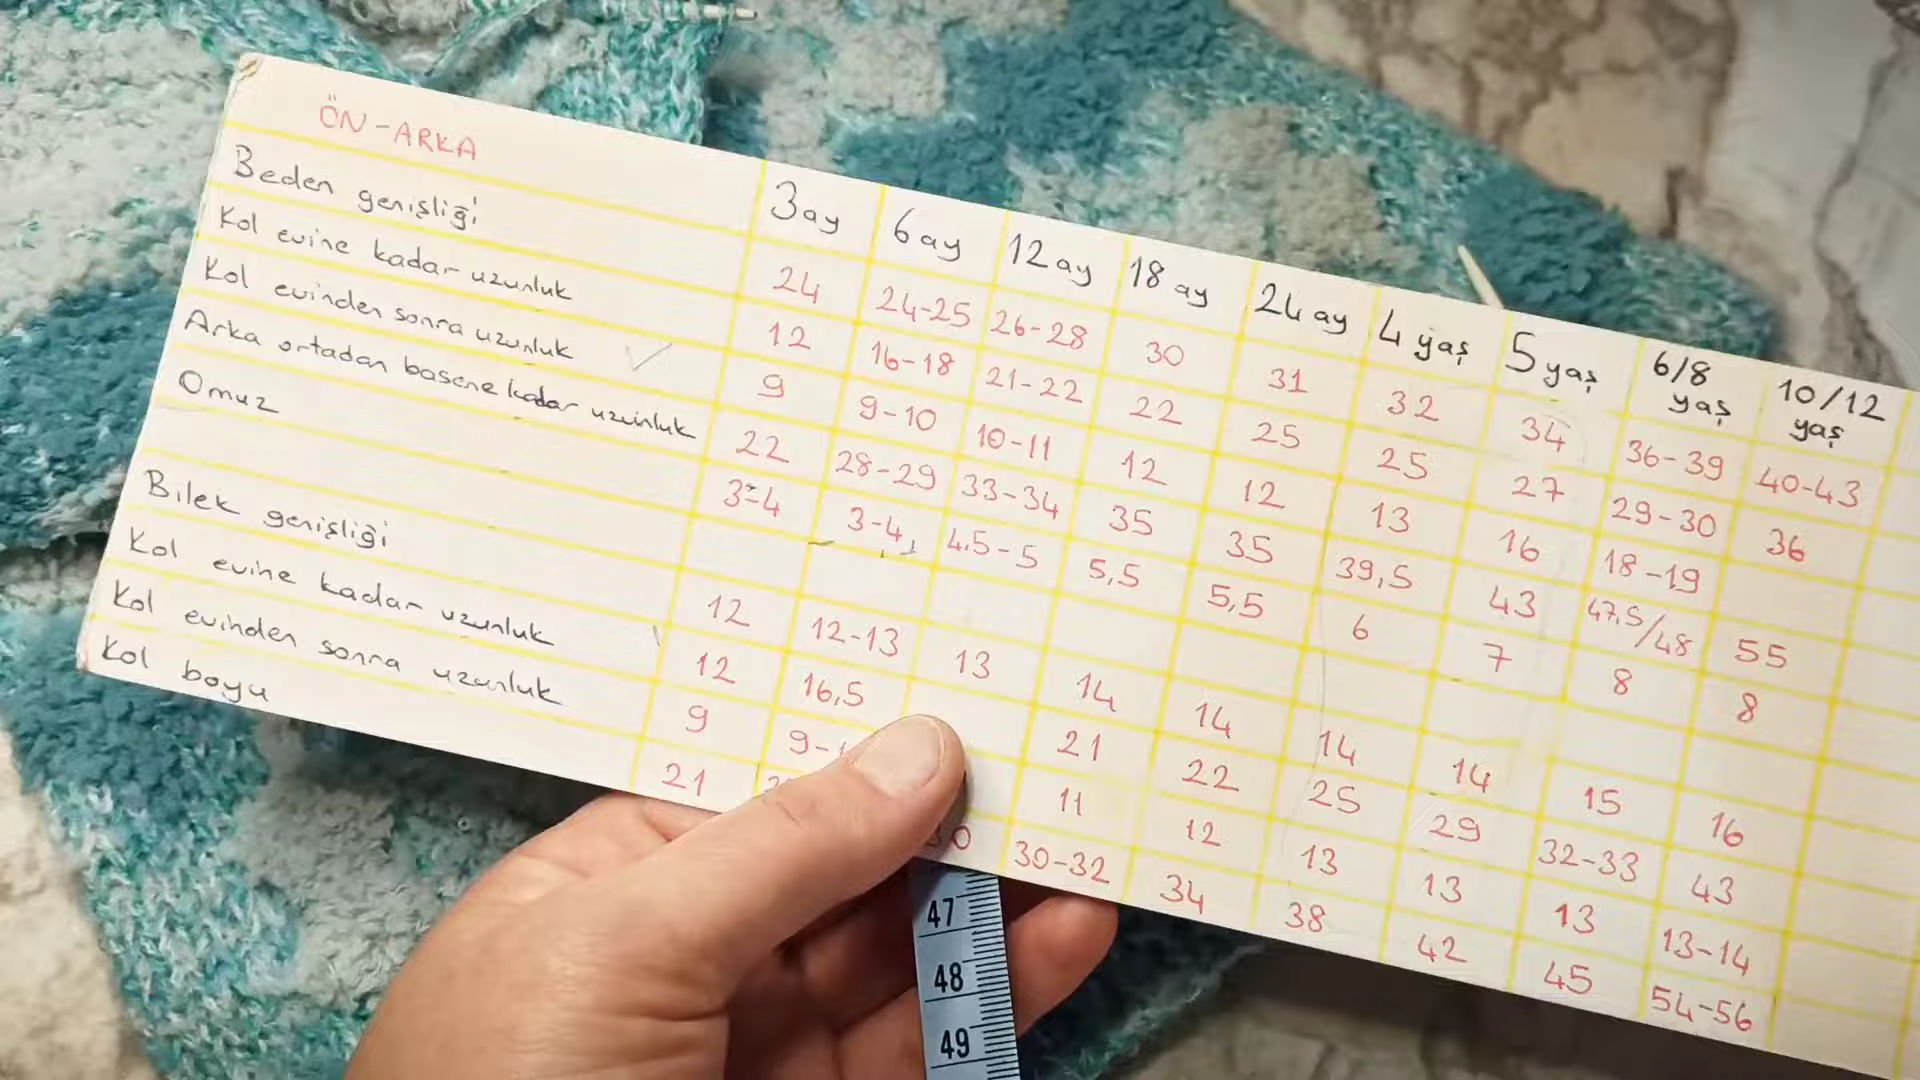 ÖN-ARKA 3 ay 6 ay 12 ay 18 ay 24 ay 4 yaş 5 yaş 6/8 yaş 10/12 yaş
Beden genişliği 24 24-25 26-28 30 31 32 34 36-39 40-43
Kol evine kadar uzunluk 12 16-18 21-22 22 25 25 27 29-30 36
Kol evinden sonra uzunluk 9 9-10 10-11 12 12 13 16 18-19
Arka ortadan basene kadar uzunluk 22 28-29 33-34 35 35 39,5 43 47,5/48 55
Omuz 3-4 3-4 4,5-5 5,5 5,5 6 7 8 8
Bilek genişliği 12 12-13 13 14 14 14 14 15 16
Kol evine kadar uzunluk 12 16,5 21 22 25 29 32-33 43
Kol evinden sonra uzunluk 9 11 12 13 13 13 13-14
Kol boyu 21 30 30-32 34 38 42 45 54-56
47
48
49